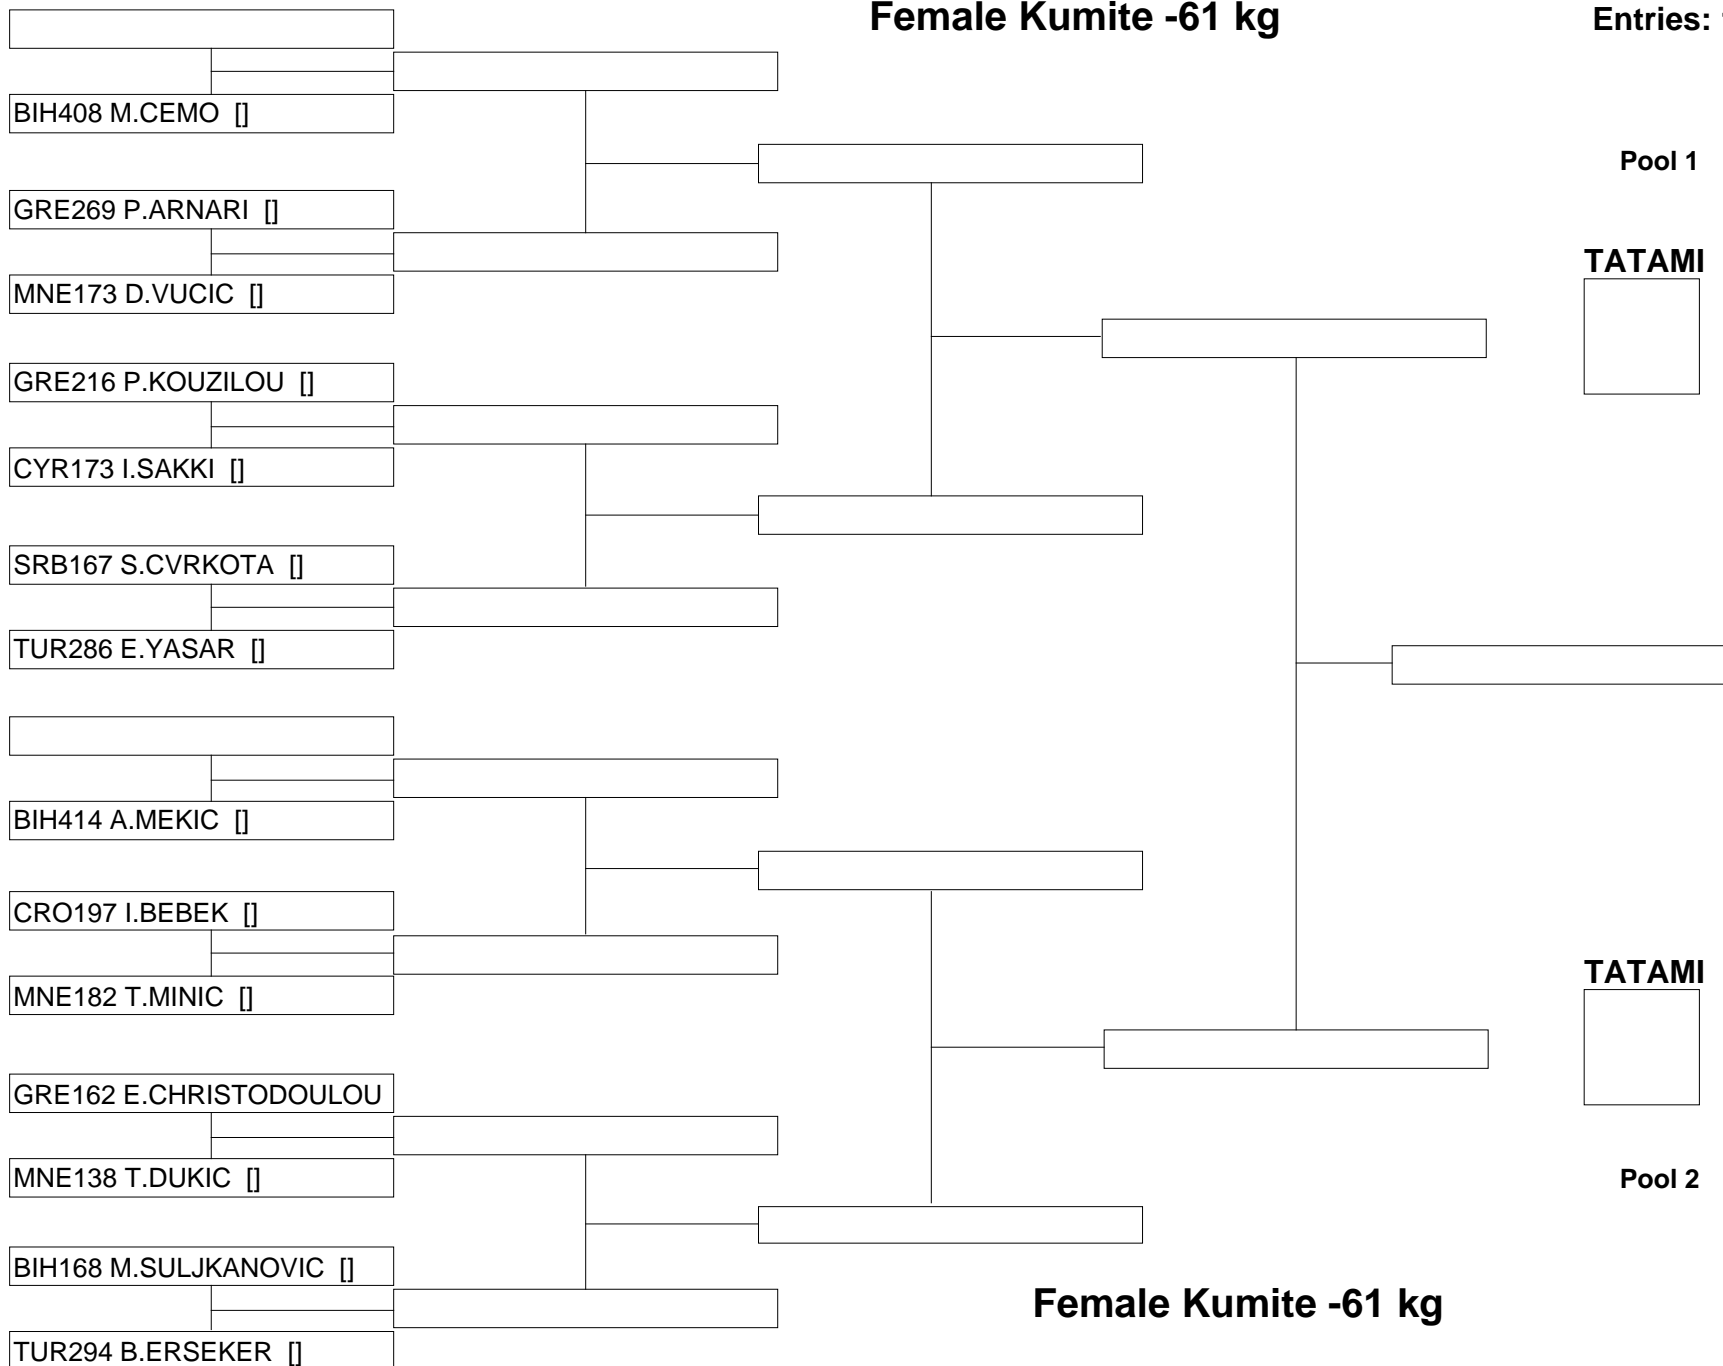 Female Kumite -61 kg
Entries:
BIH408 M.CEMO []
Pool 1
GRE269 P.ARNARI []
TATAMI
MNE173 D.VUCIC []
GRE216 P.KOUZILOU []
CYR173 I.SAKKI []
SRB167 S.CVRKOTA []
TUR286 E.YASAR []
BIH414 A.MEKIC []
CRO197 I.BEBEK []
TATAMI
MNE182 T.MINIC []
GRE162 E.CHRISTODOULOU
MNE138 T.DUKIC []
Pool 2
BIH168 M.SULJKANOVIC []
Female Kumite -61 kg
TUR294 B.ERSEKER []